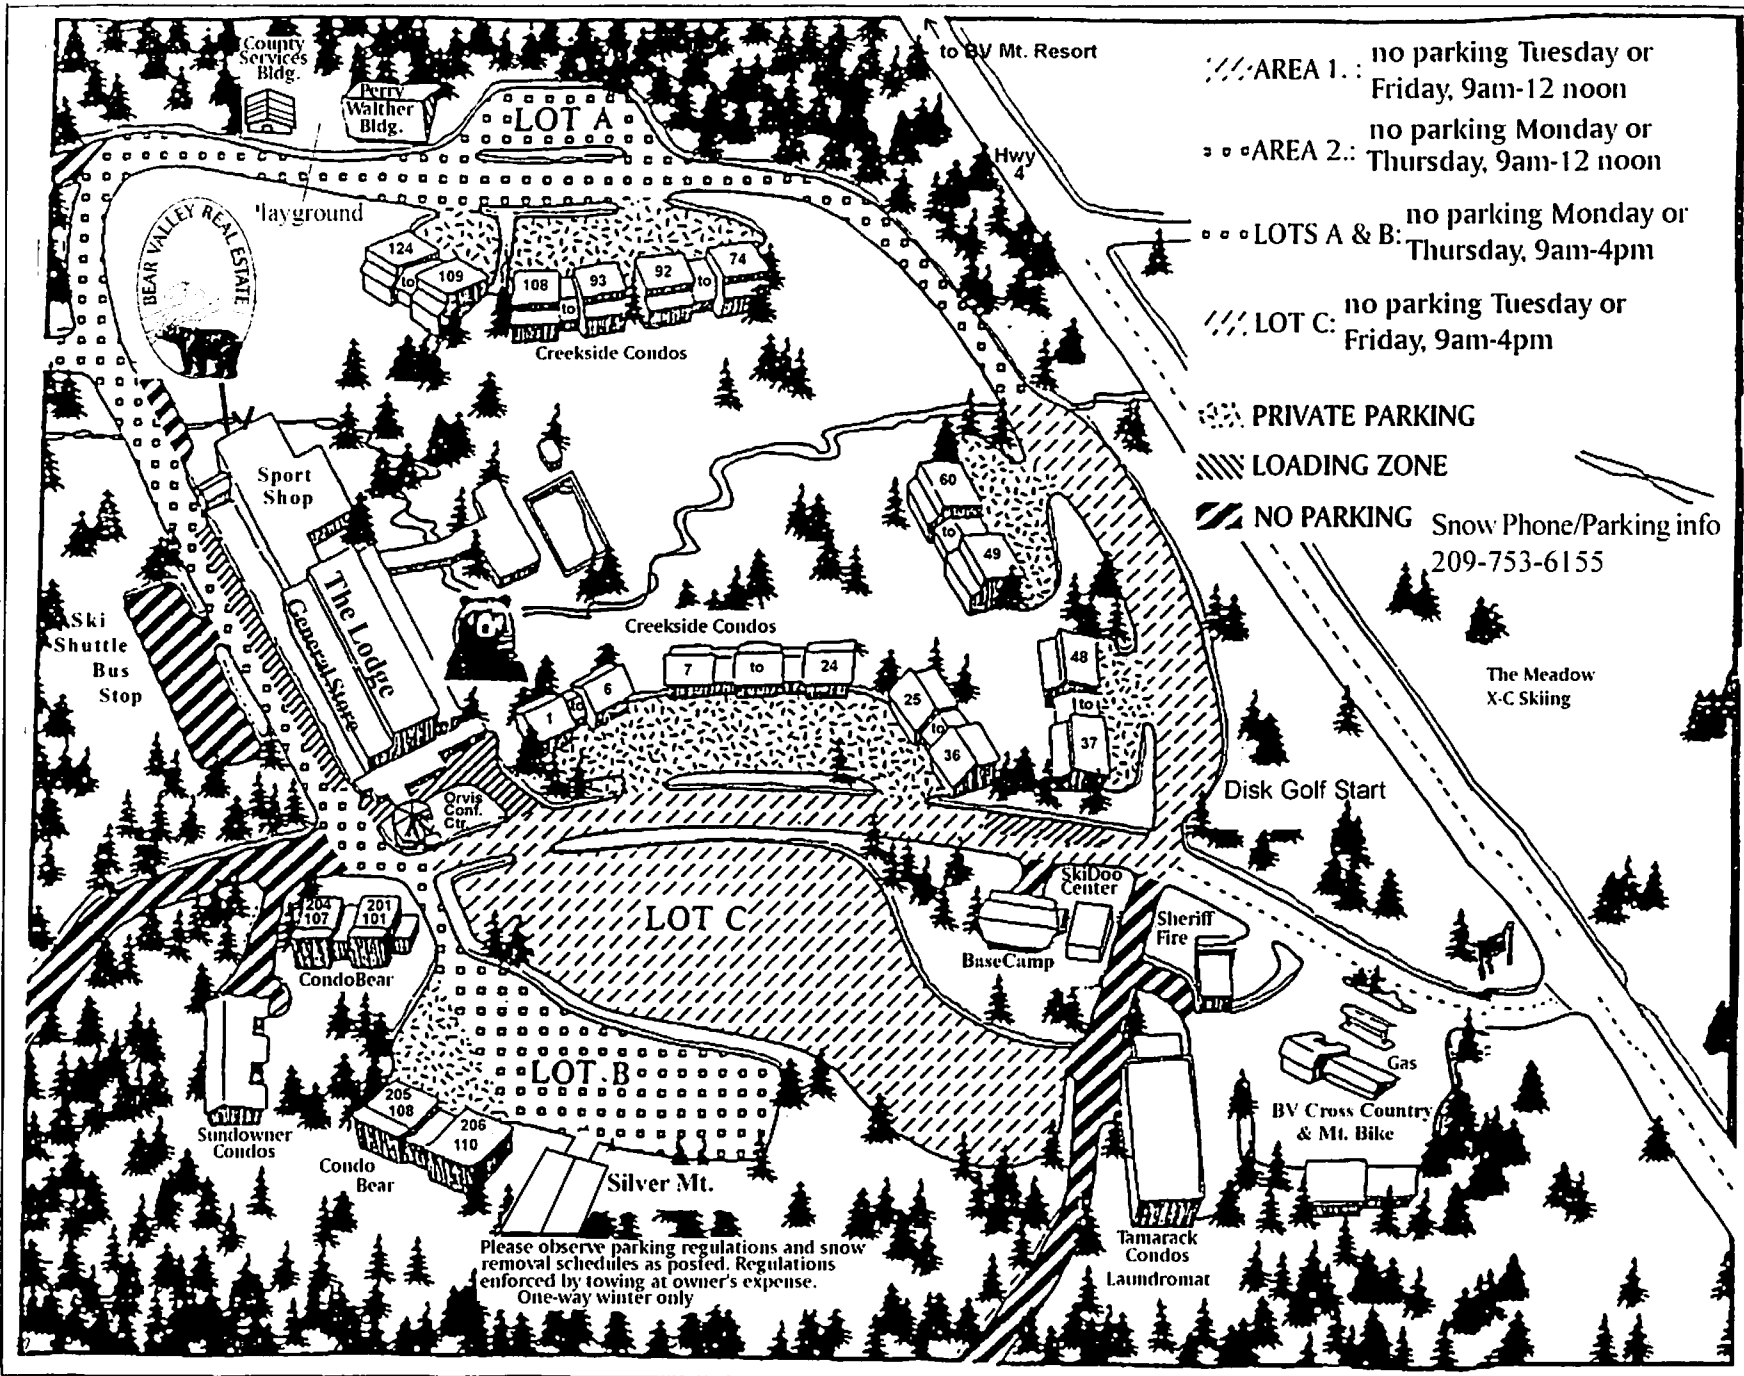 County
Services
Bldg.
Perry
Walther
Bldg.
LOT A
to BV Mt. Resort
Hwy
4
AREA 1. : no parking Tuesday or
Friday, 9am-12 noon
AREA 2.: no parking Monday or
Thursday, 9am-12 noon
LOTS A & B: no parking Monday or
Thursday, 9am-4pm
LOT C: no parking Tuesday or
Friday, 9am-4pm
PRIVATE PARKING
LOADING ZONE
NO PARKING
Snow Phone/Parking info
209-753-6155
'layground
BEAR VALLEY REAL ESTATE
124
to
109
108
to
93
92
to
74
Creekside Condos
Sport
Shop
The Lodge
General Store
60
to
49
Ski
Shuttle
Bus
Stop
Creekside Condos
1
to
6
7
to
24
25
to
36
48
to
37
The Meadow
X-C Skiing
Disk Golf Start
Orvis
Conf.
Ctr.
SkiDoo
Center
LOT C
BaseCamp
Sheriff
Fire
204
107
201
101
CondoBear
Gas
BV Cross Country
& Mt. Bike
LOT B
205
108
206
110
Sundowner
Condos
Condo
Bear
Silver Mt.
Tamarack
Condos
Laundromat
Please observe parking regulations and snow
removal schedules as posted. Regulations
enforced by towing at owner's expense.
One-way winter only